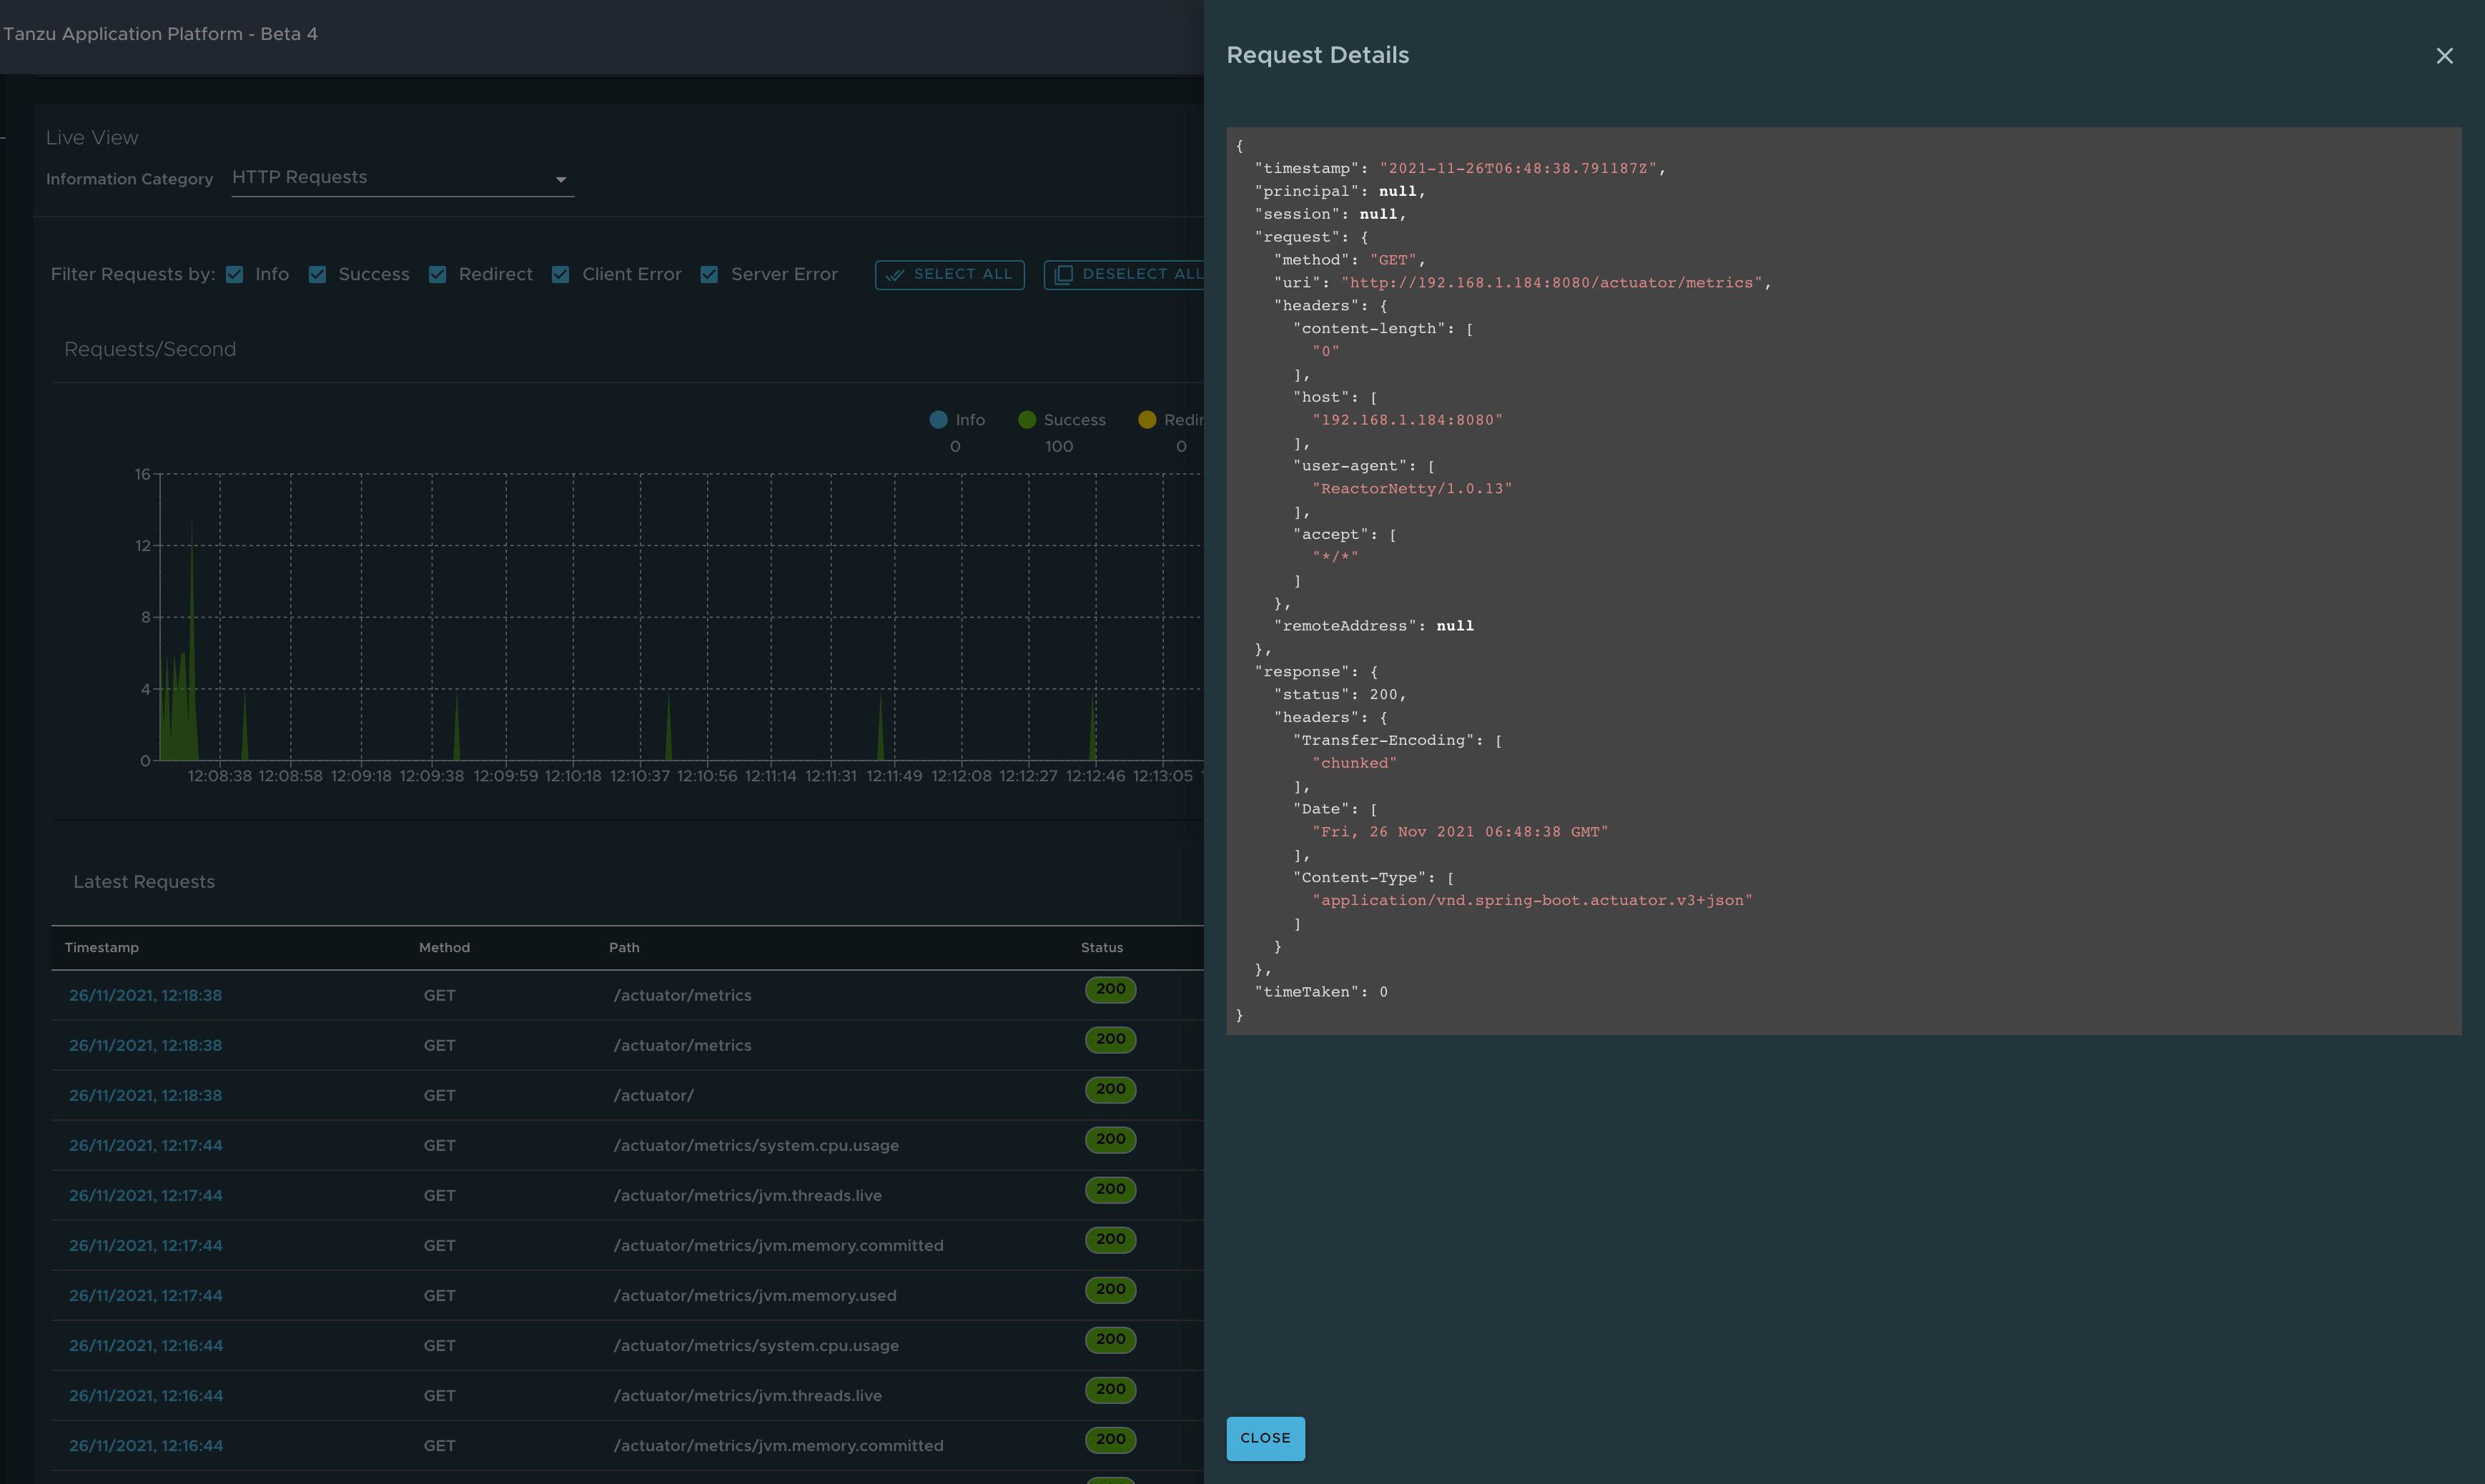 Tanzu Application Platform - Beta 4
Live View
Information Category HTTP Requests
Filter Requests by: Info Success Redirect Client Error Server Error SELECT ALL DESELECT ALL
Requests/Second
Info Success
0 100 0
16
12
8
4
0
12:08:38 12:08:58 12:09:18 12:09:38 12:09:59 12:10:18 12:10:37 12:10:56 12:11:14 12:11:31 12:11:49 12:12:08 12:12:27 12:12:46 12:13:05
Latest Requests
Timestamp Method Path Status
26/11/2021, 12:18:38 GET /actuator/metrics 200
26/11/2021, 12:18:38 GET /actuator/metrics 200
26/11/2021, 12:18:38 GET /actuator/ 200
26/11/2021, 12:17:44 GET /actuator/metrics/system.cpu.usage 200
26/11/2021, 12:17:44 GET /actuator/metrics/jvm.threads.live 200
26/11/2021, 12:17:44 GET /actuator/metrics/jvm.memory.committed 200
26/11/2021, 12:17:44 GET /actuator/metrics/jvm.memory.used 200
26/11/2021, 12:16:44 GET /actuator/metrics/system.cpu.usage 200
26/11/2021, 12:16:44 GET /actuator/metrics/jvm.threads.live 200
26/11/2021, 12:16:44 GET /actuator/metrics/jvm.memory.committed 200
Request Details
{
"timestamp": "2021-11-26T06:48:38.791187Z",
"principal": null,
"session": null,
"request": {
"method": "GET",
"uri": "http://192.168.1.184:8080/actuator/metrics",
"headers": {
"content-length": [
"0"
],
"host": [
"192.168.1.184:8080"
],
"user-agent": [
"ReactorNetty/1.0.13"
],
"accept": [
"*/*"
]
},
"remoteAddress": null
},
"response": {
"status": 200,
"headers": {
"Transfer-Encoding": [
"chunked"
],
"Date": [
"Fri, 26 Nov 2021 06:48:38 GMT"
],
"Content-Type": [
"application/vnd.spring-boot.actuator.v3+json"
]
}
},
"timeTaken": 0
}
CLOSE